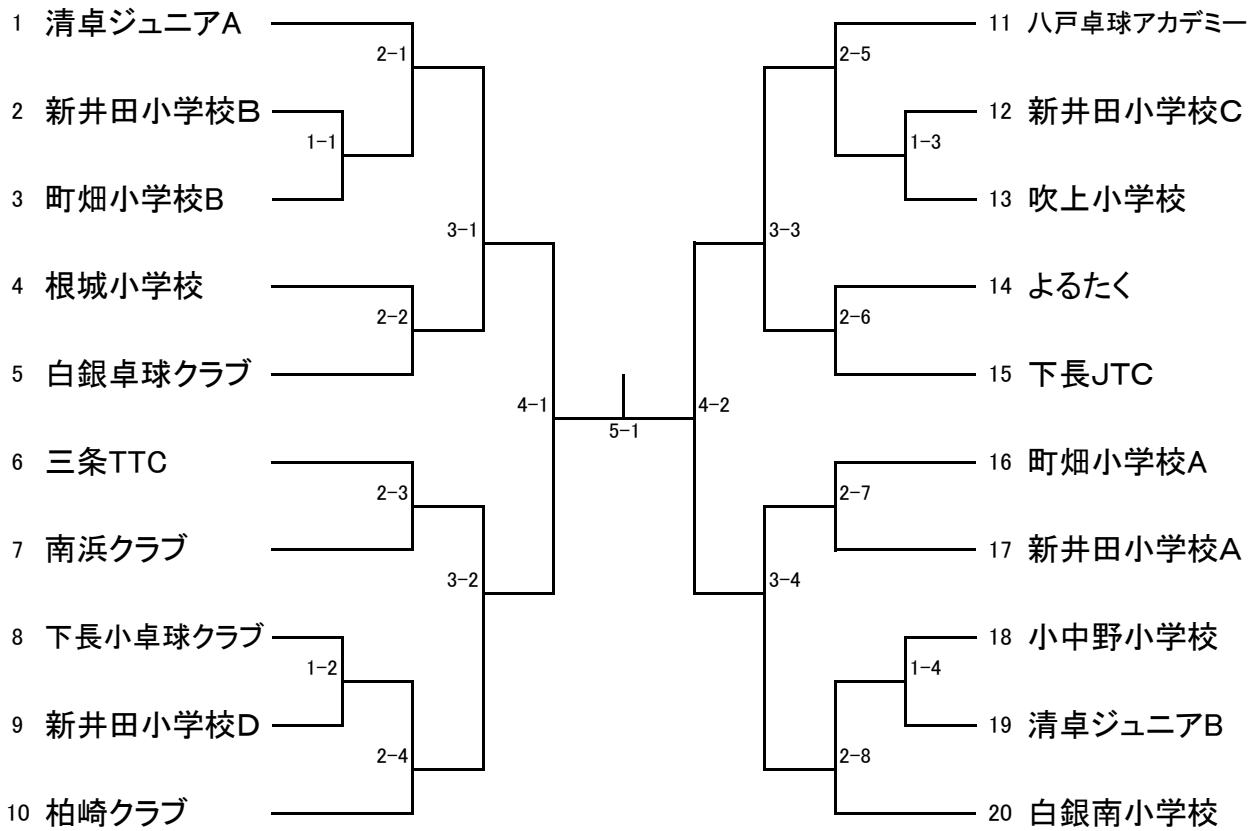 1 清卓ジュニアA
2-1
2 新井田小学校B
1-1
3 町畑小学校B
3-1
4 根城小学校
2-2
5 白銀卓球クラブ
4-1
6 三条TTC
2-3
7 南浜クラブ
3-2
8 下長小卓球クラブ
1-2
9 新井田小学校D
2-4
10 柏崎クラブ
5-1
11 八戸卓球アカデミー
2-5
12 新井田小学校C
1-3
13 吹上小学校
3-3
14 よるたく
2-6
15 下長JTC
4-2
16 町畑小学校A
2-7
17 新井田小学校A
3-4
18 小中野小学校
1-4
19 清卓ジュニアB
2-8
20 白銀南小学校